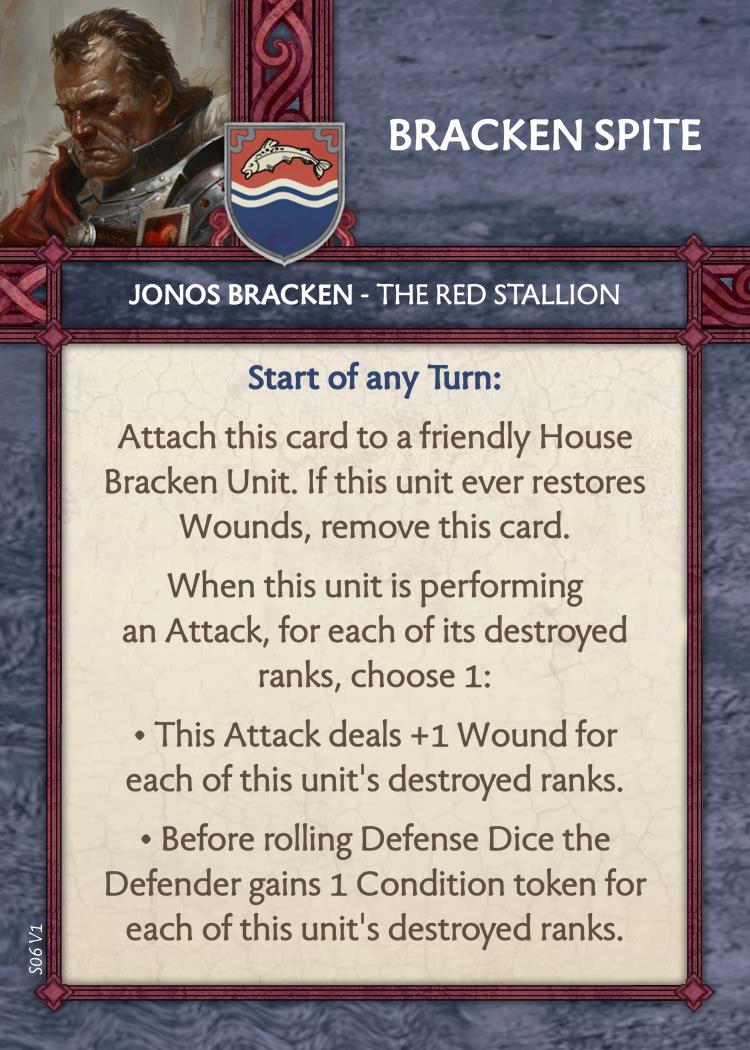 BRACKEN SPITE
JONOS BRACKEN - THE RED STALLION
Start of any Turn:
Attach this card to a friendly House
Bracken Unit. If this unit ever restores
Wounds, remove this card.
When this unit is performing
an Attack, for each of its destroyed
ranks, choose 1:
• This Attack deals +1 Wound for
each of this unit's destroyed ranks.
• Before rolling Defense Dice the
Defender gains 1 Condition token for
each of this unit's destroyed ranks.
S06 V1